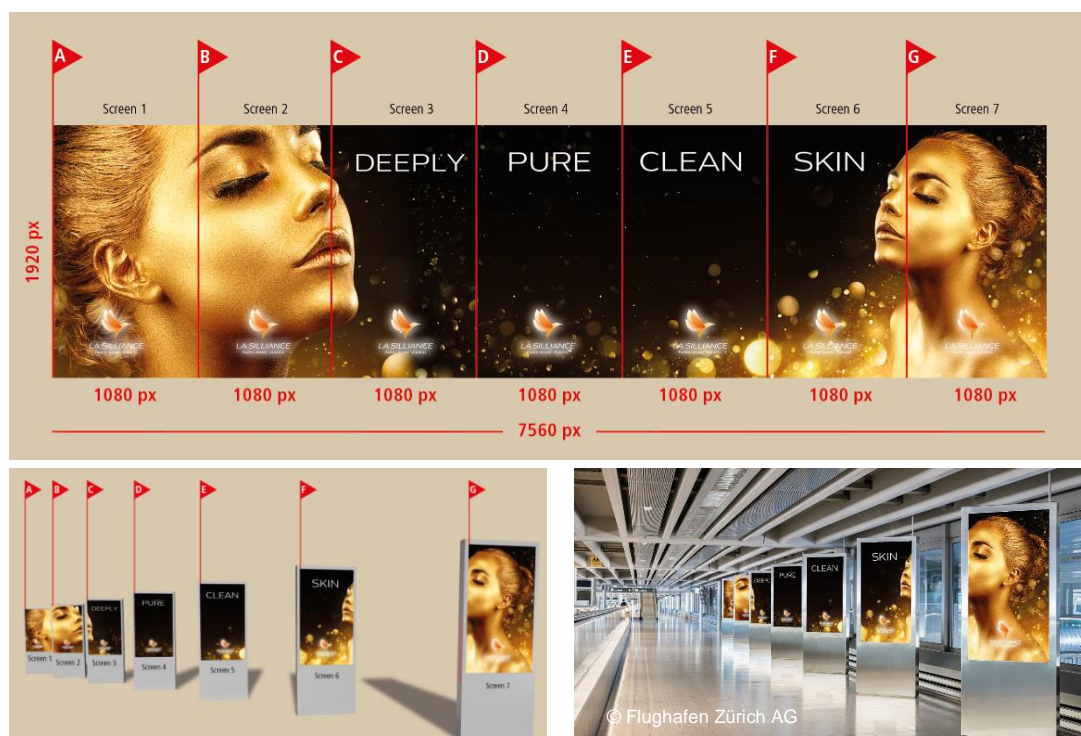 A B C D E F G
Screen 1 Screen 2 Screen 3 Screen 4 Screen 5 Screen 6 Screen 7
DEEPLY PURE CLEAN SKIN
1920 px
LA SILLIANCE LA SILLIANCE LA SILLIANCE LA SILLIANCE LA SILLIANCE LA SILLIANCE LA SILLIANCE
1080 px 1080 px 1080 px 1080 px 1080 px 1080 px 1080 px
7560 px
A B C D E F G
DEEPLY PURE CLEAN SKIN
Screen 1 Screen 2 Screen 3 Screen 4 Screen 5 Screen 6 Screen 7
DEEPLY PURE CLEAN SKIN
© Flughafen Zürich AG